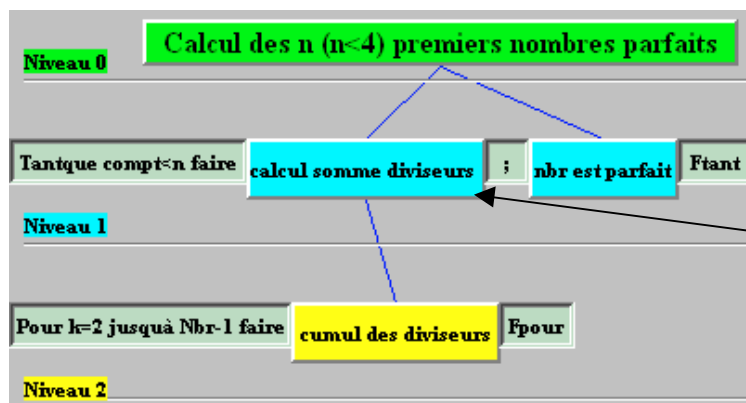 Calcul des n (n<4) premiers nombres parfaits
Niveau 0
Tantque compt<n faire calcul somme diviseurs ; nbr est parfait Ftant
Niveau 1
Pour k=2 jusquà Nbr-1 faire cumul des diviseurs Fpour
Niveau 2